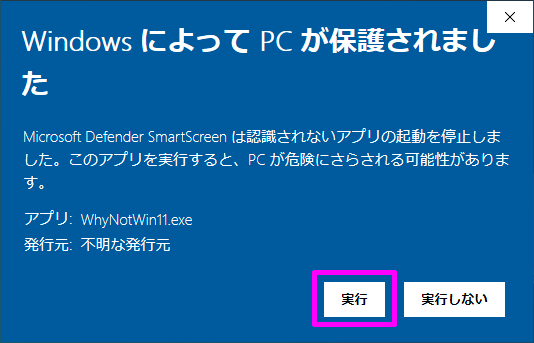 Windows によって PC が保護されまし
た
Microsoft Defender SmartScreen は認識されないアプリの起動を停止しま
した。このアプリを実行すると、PC が危険にさらされる可能性がありま
す。
アプリ: WhyNotWin11.exe
発行元: 不明な発行元
実行 実行しない